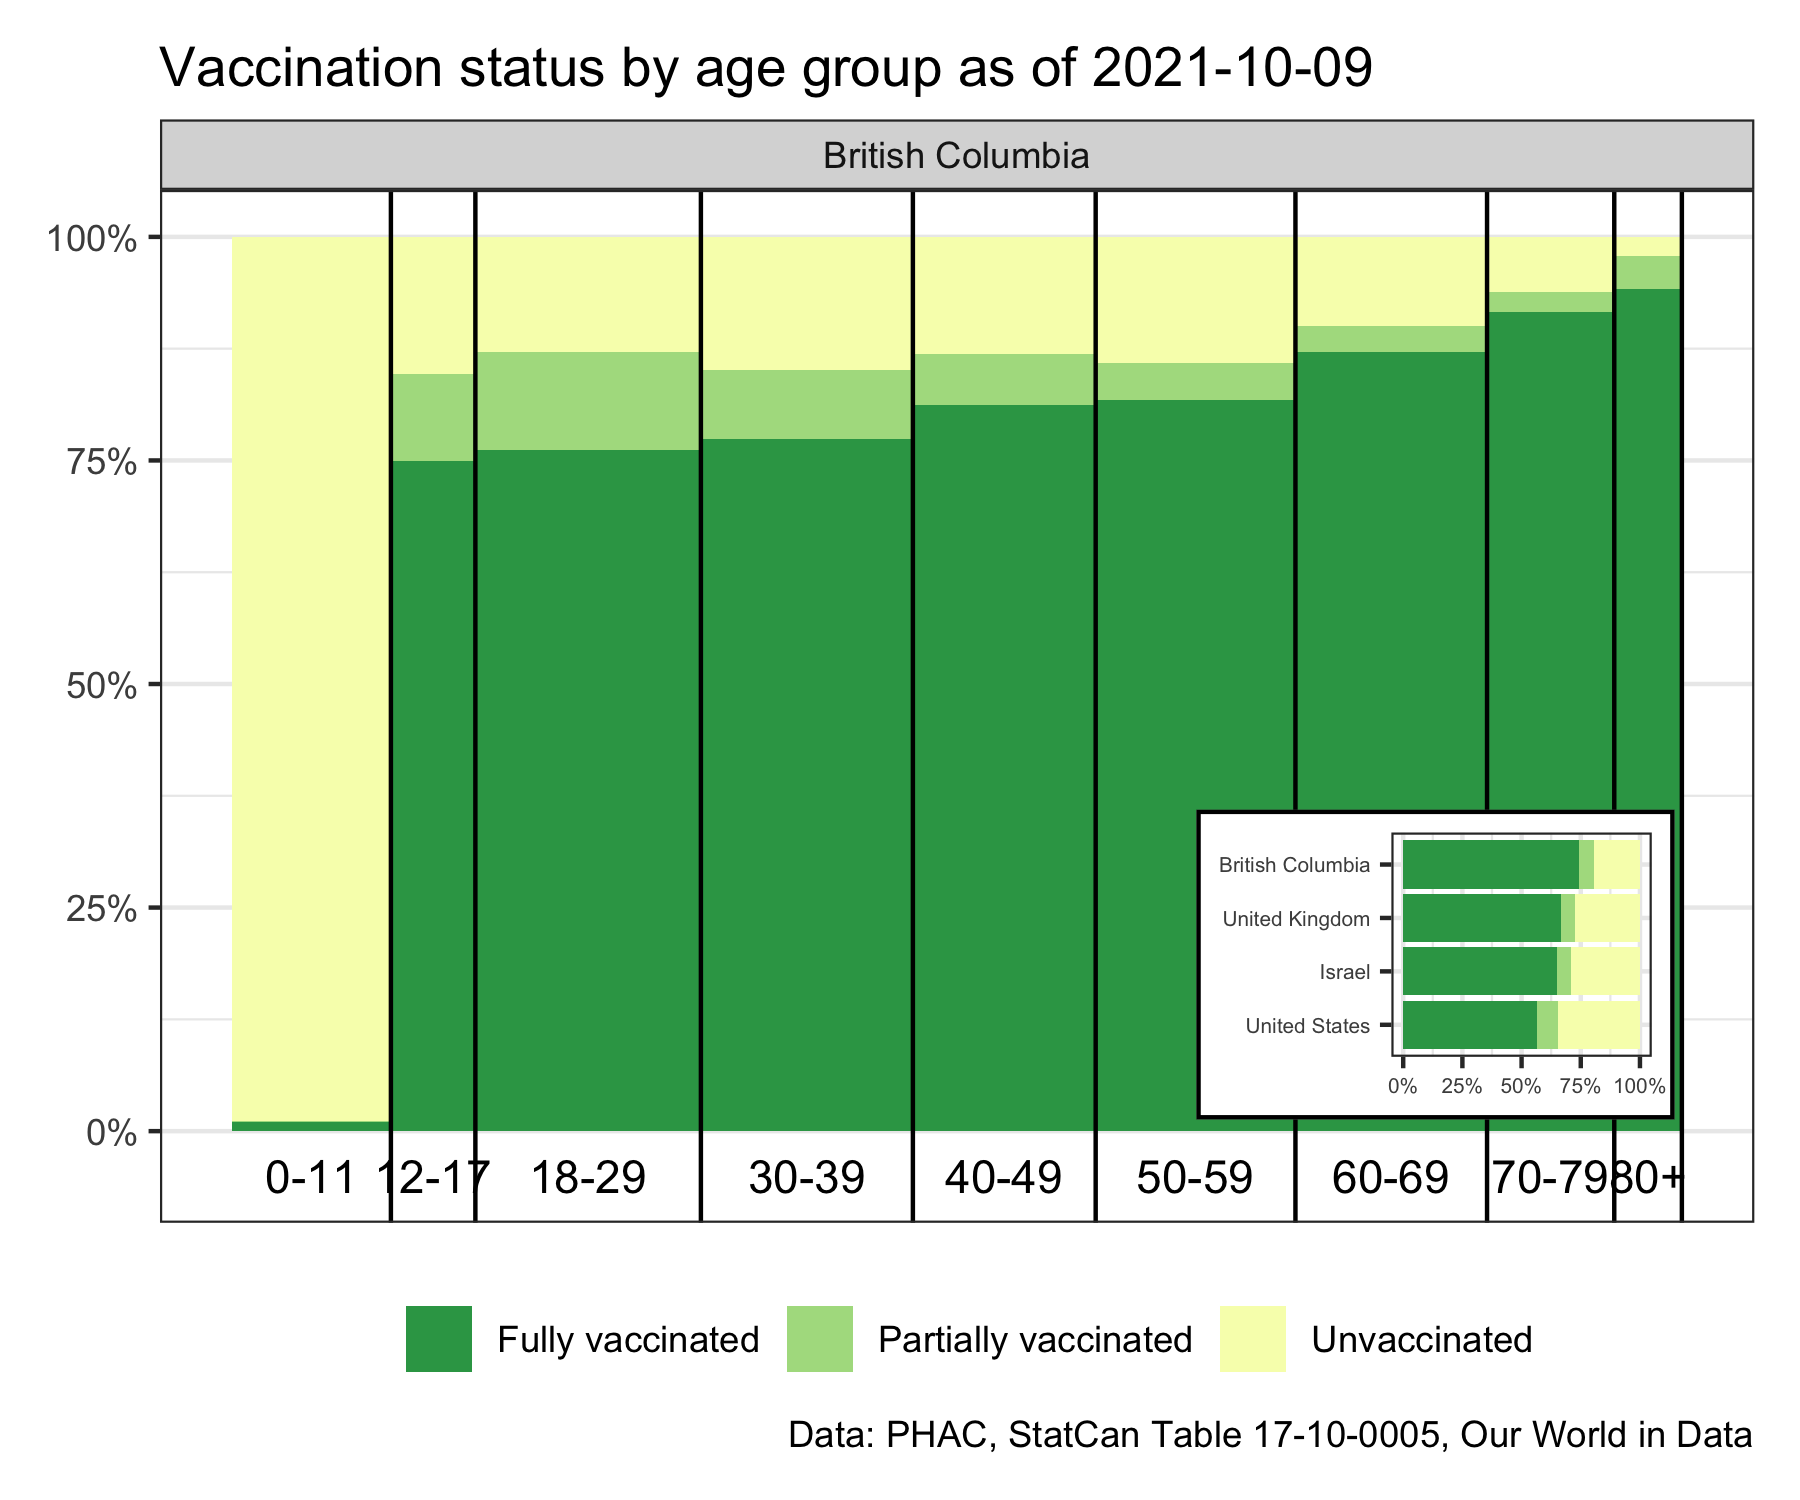 Vaccination status by age group as of 2021-10-09
British Columbia
100%
75%
50%
25%
0%
British Columbia
United Kingdom
Israel
United States
0% 25% 50% 75% 100%
0-11 12-17 18-29 30-39 40-49 50-59 60-69 70-79 80+
Fully vaccinated Partially vaccinated Unvaccinated
Data: PHAC, StatCan Table 17-10-0005, Our World in Data